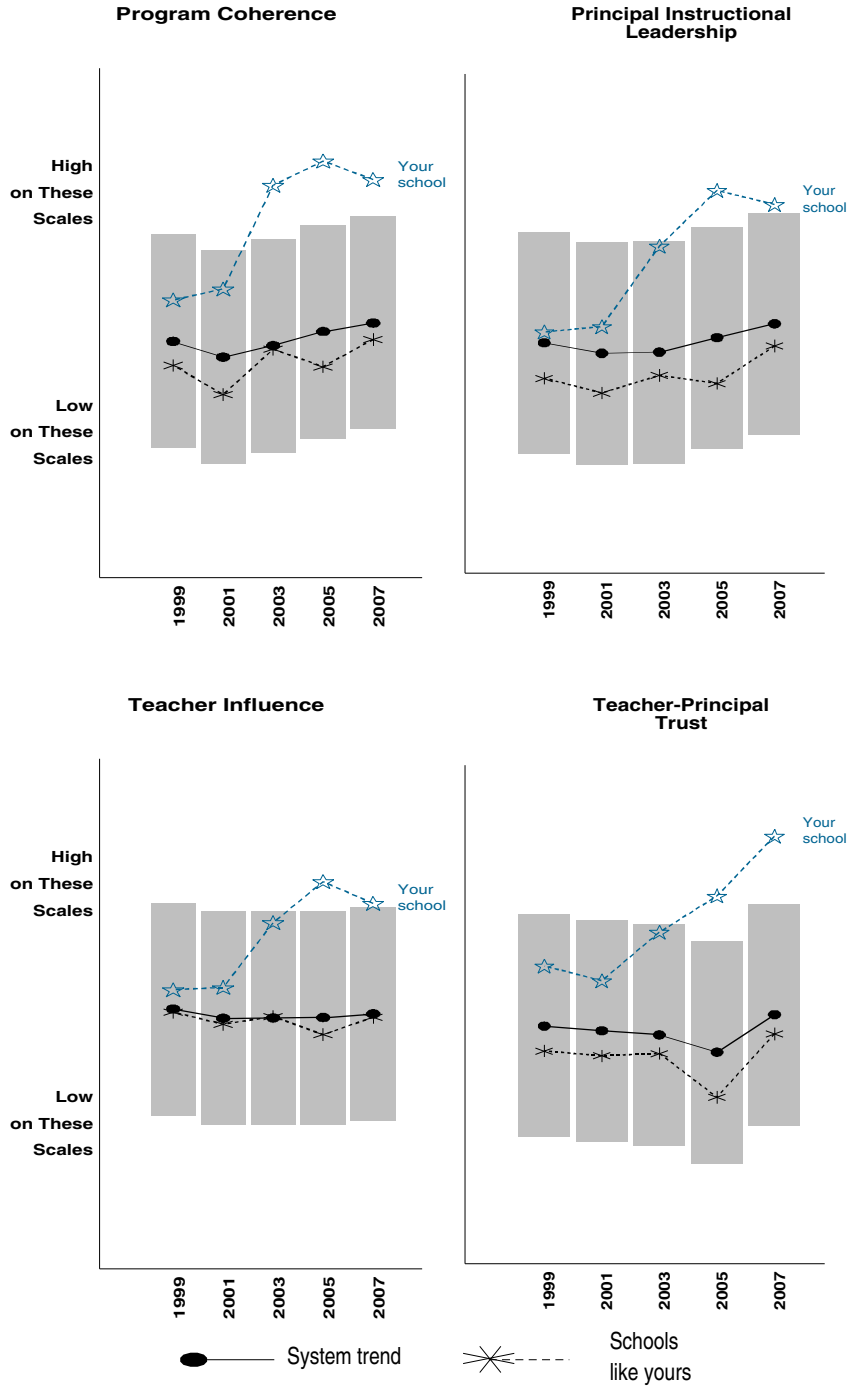 Program Coherence
Principal Instructional
Leadership
High
on These
Scales
Low
on These
Scales
Your
school
Your
school
1999
2001
2003
2005
2007
1999
2001
2003
2005
2007
Teacher Influence
Teacher-Principal
Trust
High
on These
Scales
Low
on These
Scales
Your
school
Your
school
1999
2001
2003
2005
2007
1999
2001
2003
2005
2007
System trend
Schools
like yours